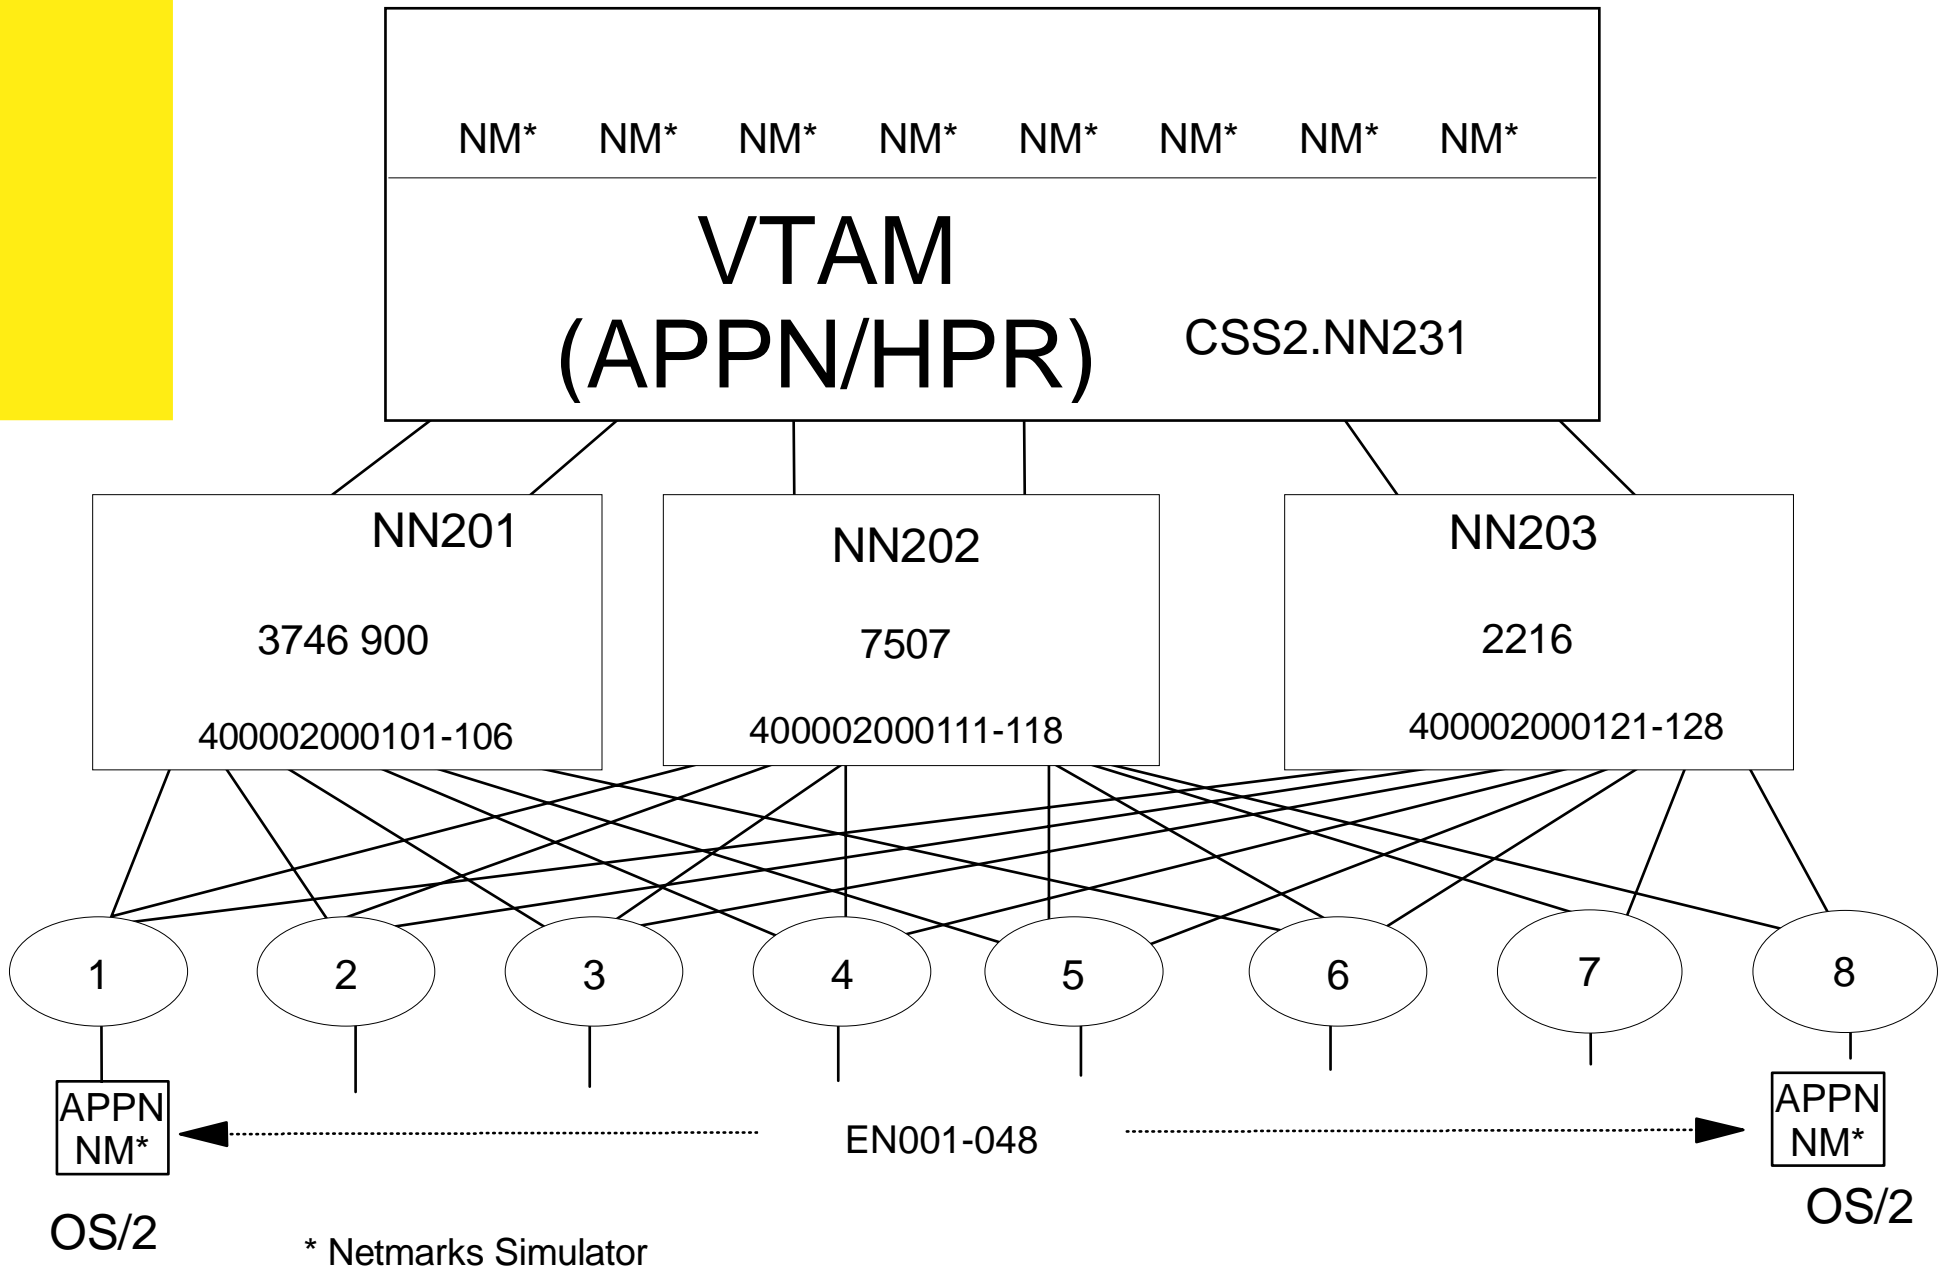 NM* NM* NM* NM* NM* NM* NM* NM*
VTAM
(APPN/HPR)
CSS2.NN231
NN201
3746 900
400002000101-106
NN202
7507
400002000111-118
NN203
2216
400002000121-128
1 2 3 4 5 6 7 8
APPN
NM*
EN001-048
APPN
NM*
OS/2
OS/2
* Netmarks Simulator